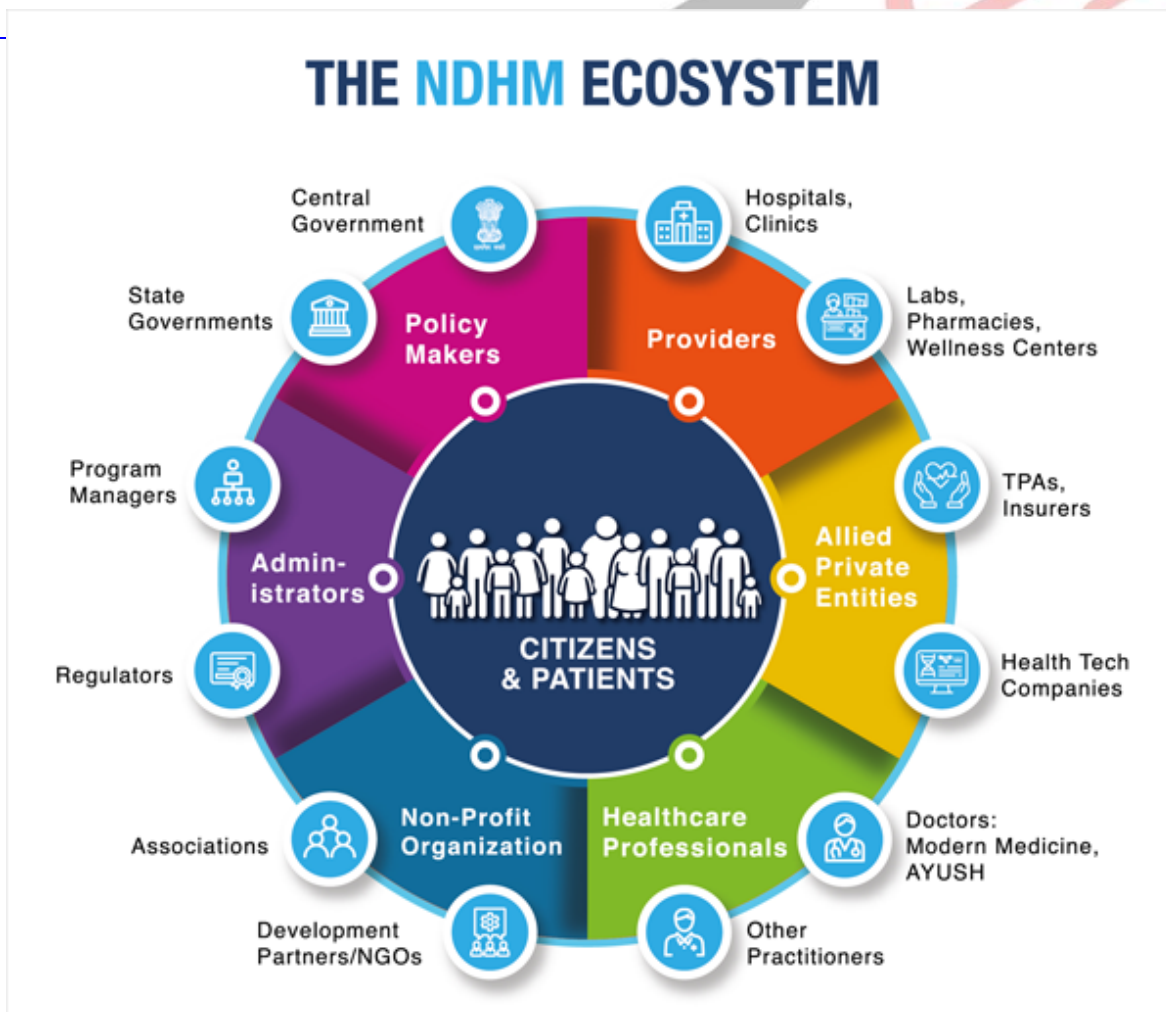 THE NDHM ECOSYSTEM
Central
Government
Hospitals,
Clinics
State
Governments
Labs,
Pharmacies,
Wellness Centers
Policy
Makers
Providers
Program
Managers
TPAs,
Insurers
Admin-
istrators
Allied
Private
Entities
CITIZENS
& PATIENTS
Regulators
Health Tech
Companies
Non-Profit
Organization
Healthcare
Professionals
Associations
Doctors:
Modern Medicine,
AYUSH
Development
Partners/NGOs
Other
Practitioners